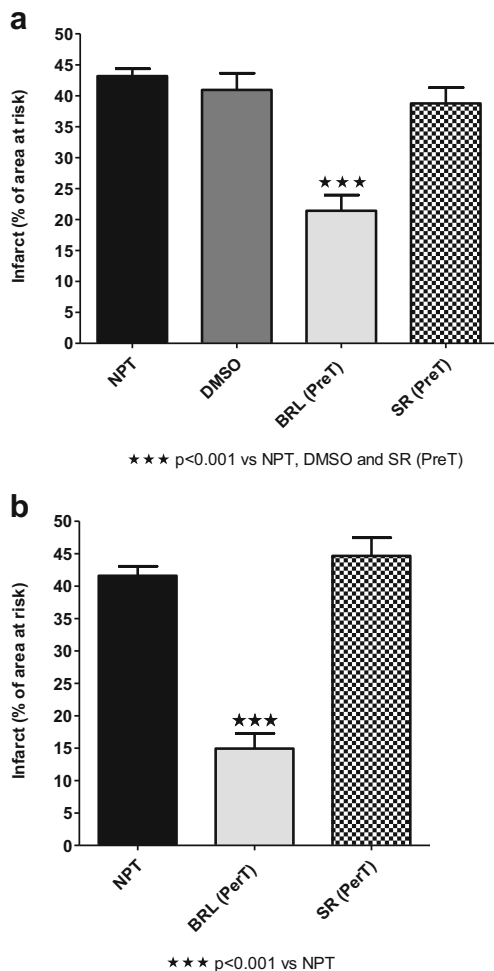 a
50
45
40
35
30
25
20
15
10
5
0
Infarct (% of area at risk)
★★★
NPT
DMSO
BRL (PreT)
SR (PreT)
★★★ p<0.001 vs NPT, DMSO and SR (PreT)
b
50
45
40
35
30
25
20
15
10
5
0
Infarct (% of area at risk)
★★★
NPT
BRL (PerT)
SR (PerT)
★★★ p<0.001 vs NPT